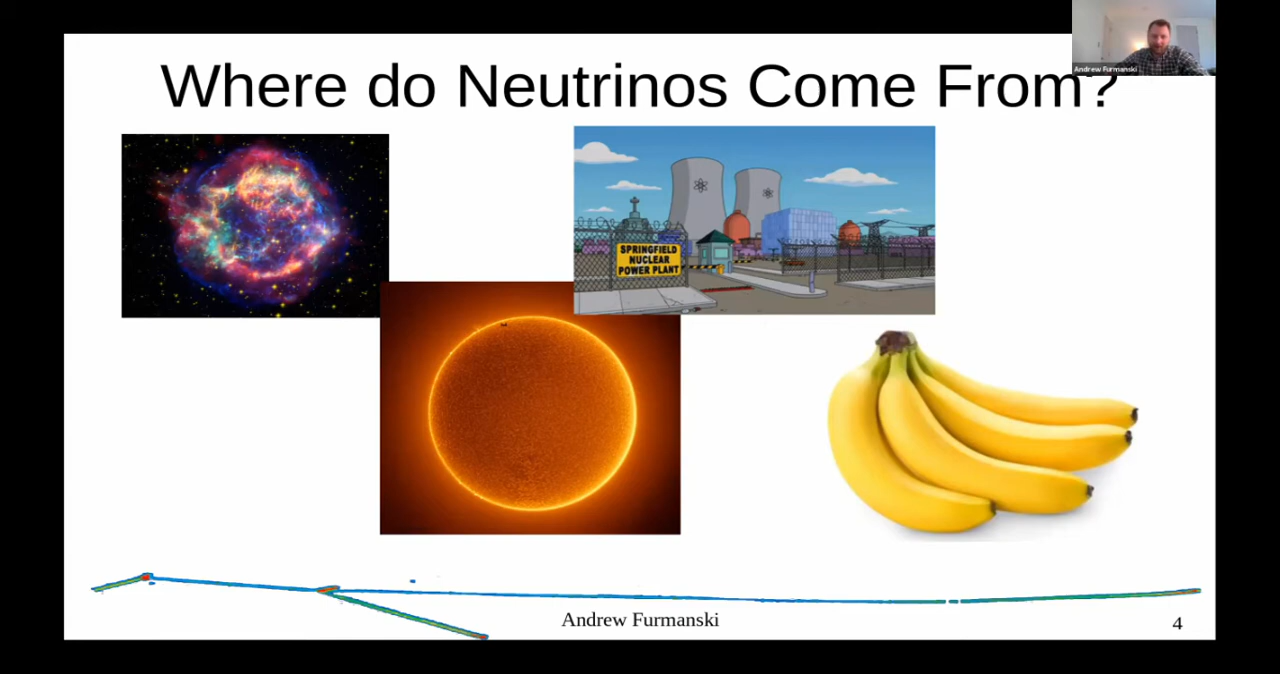 Andrew Furmanski
Where do Neutrinos Come From?
SPRINGFIELD
NUCLEAR
POWER PLANT
Andrew Furmanski
4